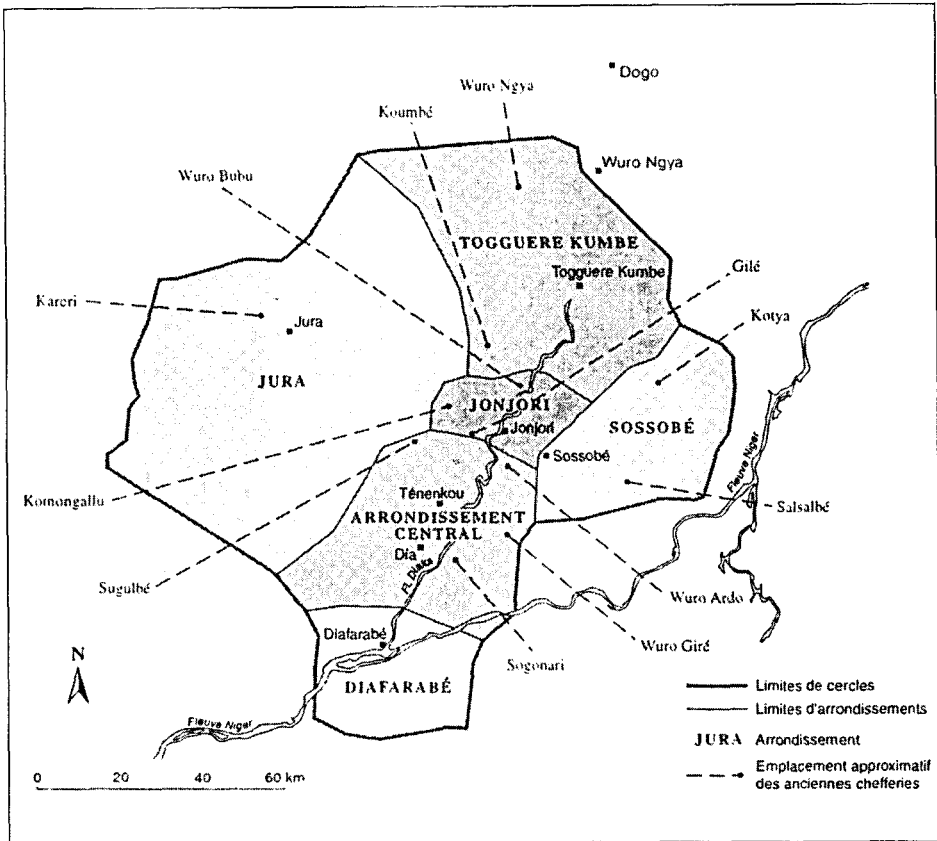 Dogo
Wuro Ngya
Koumbé
Wuro Ngya
Wuro Bubu
TOGGUERE KUMBE
Togguere Kumbe
Gilé
Kotya
Kareri
Jura
JURA
JONJORI
Jonjori
SOSSOBÉ
Sossobé
Fleuve Niger
Komongallu
Ténenkou
Salsalbé
ARRONDISSEMENT
CENTRAL
Dia
Fl. Diaka
Sugulbé
Wuro Ardo
Diafarabé
Wuro Giré
Sogonari
N
DIAFARABÉ
Fleuve Niger
Limites de cercles
Limites d'arrondissements
JURA Arrondissement
Emplacement approximatif
des anciennes chefferies
0 20 40 60 km